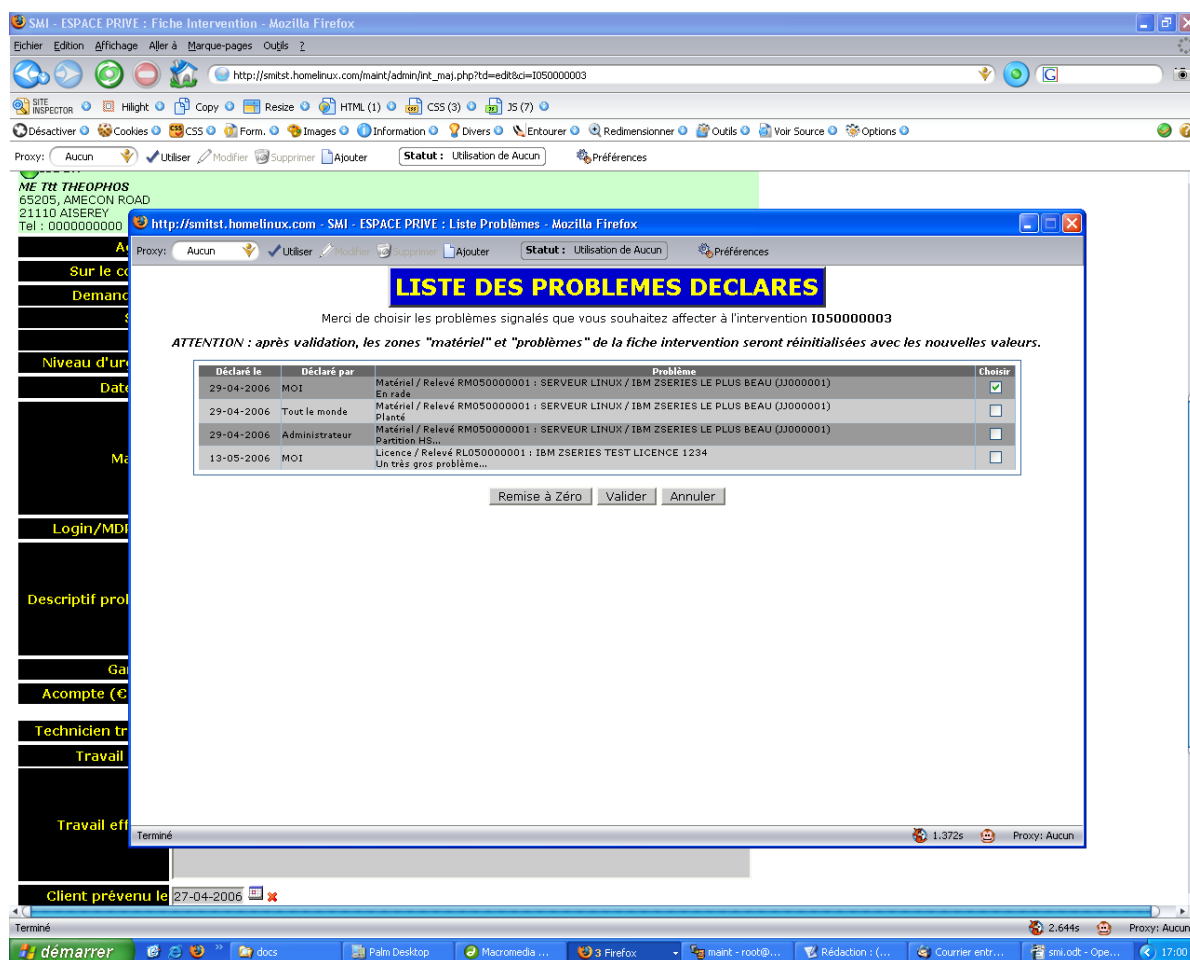 SMI - ESPACE PRIVE : Fiche Intervention - Mozilla Firefox
Fichier Edition Affichage Aller à Marque-pages Outils ?
http://smitst.homelinux.com/maint/admin/int_maj.php?td=edit&ci=I050000003
SITE INSPECTOR Hilight Copy Resize HTML (1) CSS (3) JS (7)
Désactiver Cookies CSS Form. Images Information Divers Entourer Redimensionner Outils Voir Source Options
Proxy: Aucun Utiliser Modifier Supprimer Ajouter Statut : Utilisation de Aucun Préférences
ME Ttt THEOPHOS
65205, AMECON ROAD
21110 AISEREY
Tel : 0000000000
http://smitst.homelinux.com - SMI - ESPACE PRIVE : Liste Problèmes - Mozilla Firefox
Proxy: Aucun Utiliser Modifier Supprimer Ajouter Statut : Utilisation de Aucun Préférences
LISTE DES PROBLEMES DECLARES
Merci de choisir les problèmes signalés que vous souhaitez affecter à l'intervention I050000003
ATTENTION : après validation, les zones "matériel" et "problèmes" de la fiche intervention seront réinitialisées avec les nouvelles valeurs.
Déclaré le Déclaré par Problème Choisir
29-04-2006 MOI Matériel / Relevé RM050000001 : SERVEUR LINUX / IBM ZSERIES LE PLUS BEAU (JJ000001)
En rade
29-04-2006 Tout le monde Matériel / Relevé RM050000001 : SERVEUR LINUX / IBM ZSERIES LE PLUS BEAU (JJ000001)
Planté
29-04-2006 Administrateur Matériel / Relevé RM050000001 : SERVEUR LINUX / IBM ZSERIES LE PLUS BEAU (JJ000001)
Partition HS...
13-05-2006 MOI Licence / Relevé RL050000001 : IBM ZSERIES TEST LICENCE 1234
Un très gros problème...
Remise à Zéro Valider Annuler
Terminé 1.372s Proxy: Aucun
Sur le co
Demand
Niveau d'ur
Date
Ma
Login/MDP
Descriptif prol
Ga
Acompte (€
Technicien tr
Travail
Travail eff
Client prévenu le 27-04-2006
Terminé 2.644s Proxy: Aucun
démarrer docs Palm Desktop Macromedia ... 3 Firefox maint - root@... Rédaction : (... Courrier entr... smi.odt - Ope... 17:00